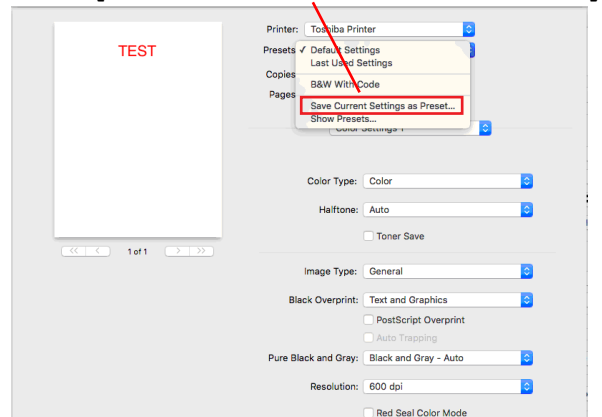 TEST
<< < 1 of 1 > >>
Printer: Toshiba Printer
Presets ✓ Default Settings
Last Used Settings
B&W With Code
Save Current Settings as Preset...
Show Presets...
Copies
Pages
Color Settings 1
Color Type: Color
Halftone: Auto
Toner Save
Image Type: General
Black Overprint: Text and Graphics
PostScript Overprint
Auto Trapping
Pure Black and Gray: Black and Gray - Auto
Resolution: 600 dpi
Red Seal Color Mode